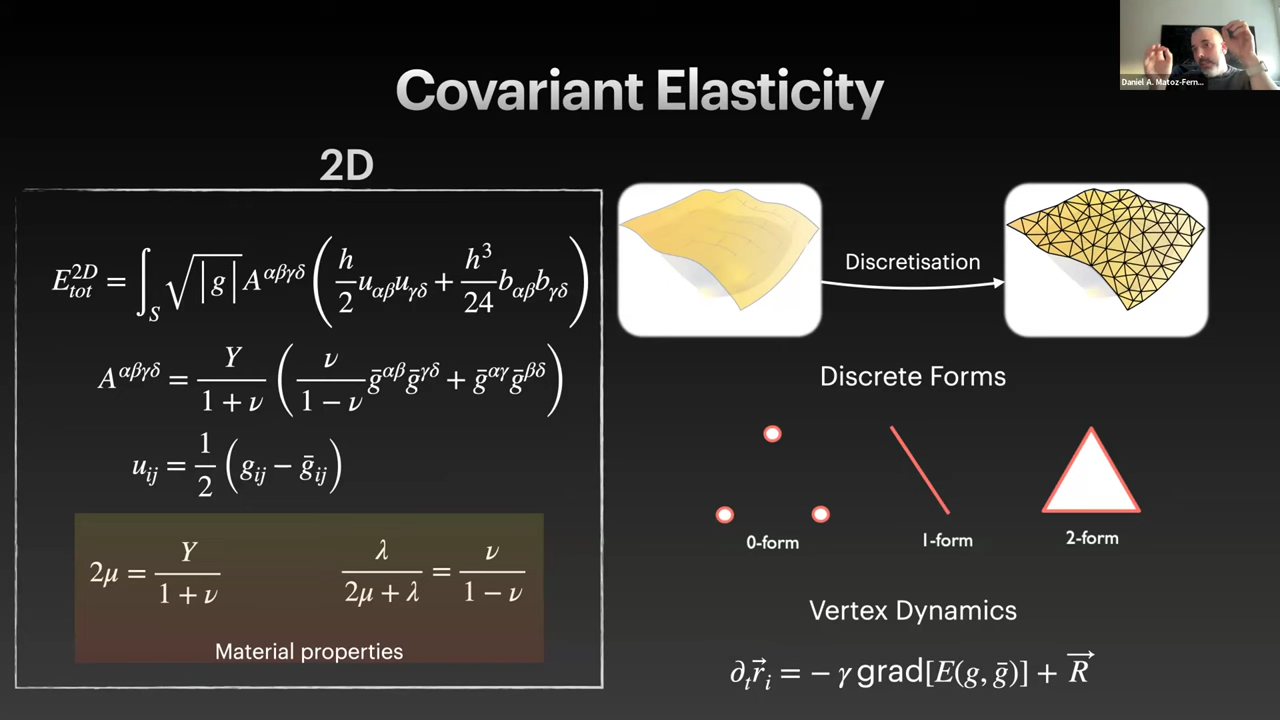 Daniel A. Matoz-Fern...
Covariant Elasticity
2D
E_{tot}^{2D} = ∫_S √|g| A^{αβγδ} ( h/2 u_{αβ} u_{γδ} + h³/24 b_{αβ} b_{γδ} )
A^{αβγδ} = Y/(1 + ν) ( ν/(1 − ν) ḡ^{αβ} ḡ^{γδ} + ḡ^{αγ} ḡ^{βδ} )
u_{ij} = 1/2 ( g_{ij} − ḡ_{ij} )
2μ = Y/(1 + ν)
λ/(2μ + λ) = ν/(1 − ν)
Material properties
Discretisation
Discrete Forms
0-form
1-form
2-form
Vertex Dynamics
∂_t r⃗_i = − γ grad[E(g, ḡ)] + R⃗